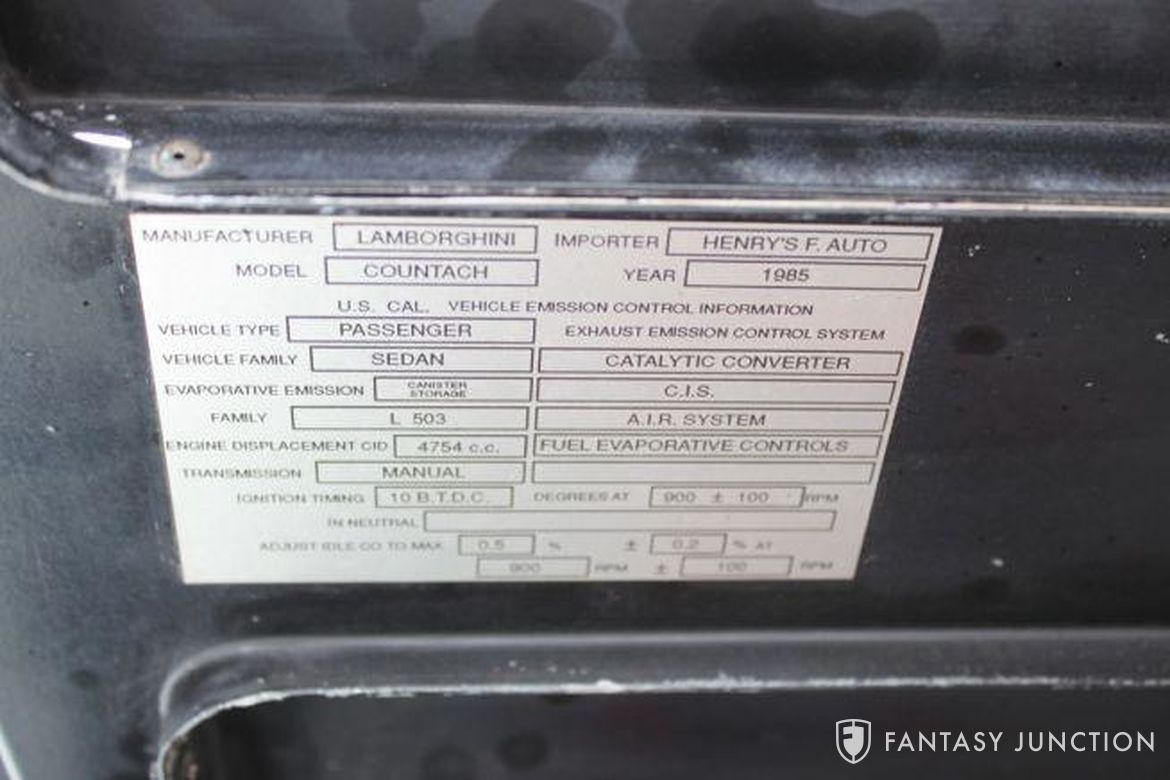 MANUFACTURER LAMBORGHINI IMPORTER HENRY'S F. AUTO
MODEL COUNTACH YEAR 1985
U.S. CAL. VEHICLE EMISSION CONTROL INFORMATION
VEHICLE TYPE PASSENGER EXHAUST EMISSION CONTROL SYSTEM
VEHICLE FAMILY SEDAN CATALYTIC CONVERTER
EVAPORATIVE EMISSION CANISTER STORAGE C.I.S.
FAMILY L 503 A.I.R. SYSTEM
ENGINE DISPLACEMENT CID 4754 c.c. FUEL EVAPORATIVE CONTROLS
TRANSMISSION MANUAL
IGNITION TIMING 10 B.T.D.C. DEGREES AT 900 ± 100 RPM
IN NEUTRAL
ADJUST IDLE CO TO MAX 0.5 % ± 0.2 % AT
900 RPM ± 100 RPM
FANTASY JUNCTION